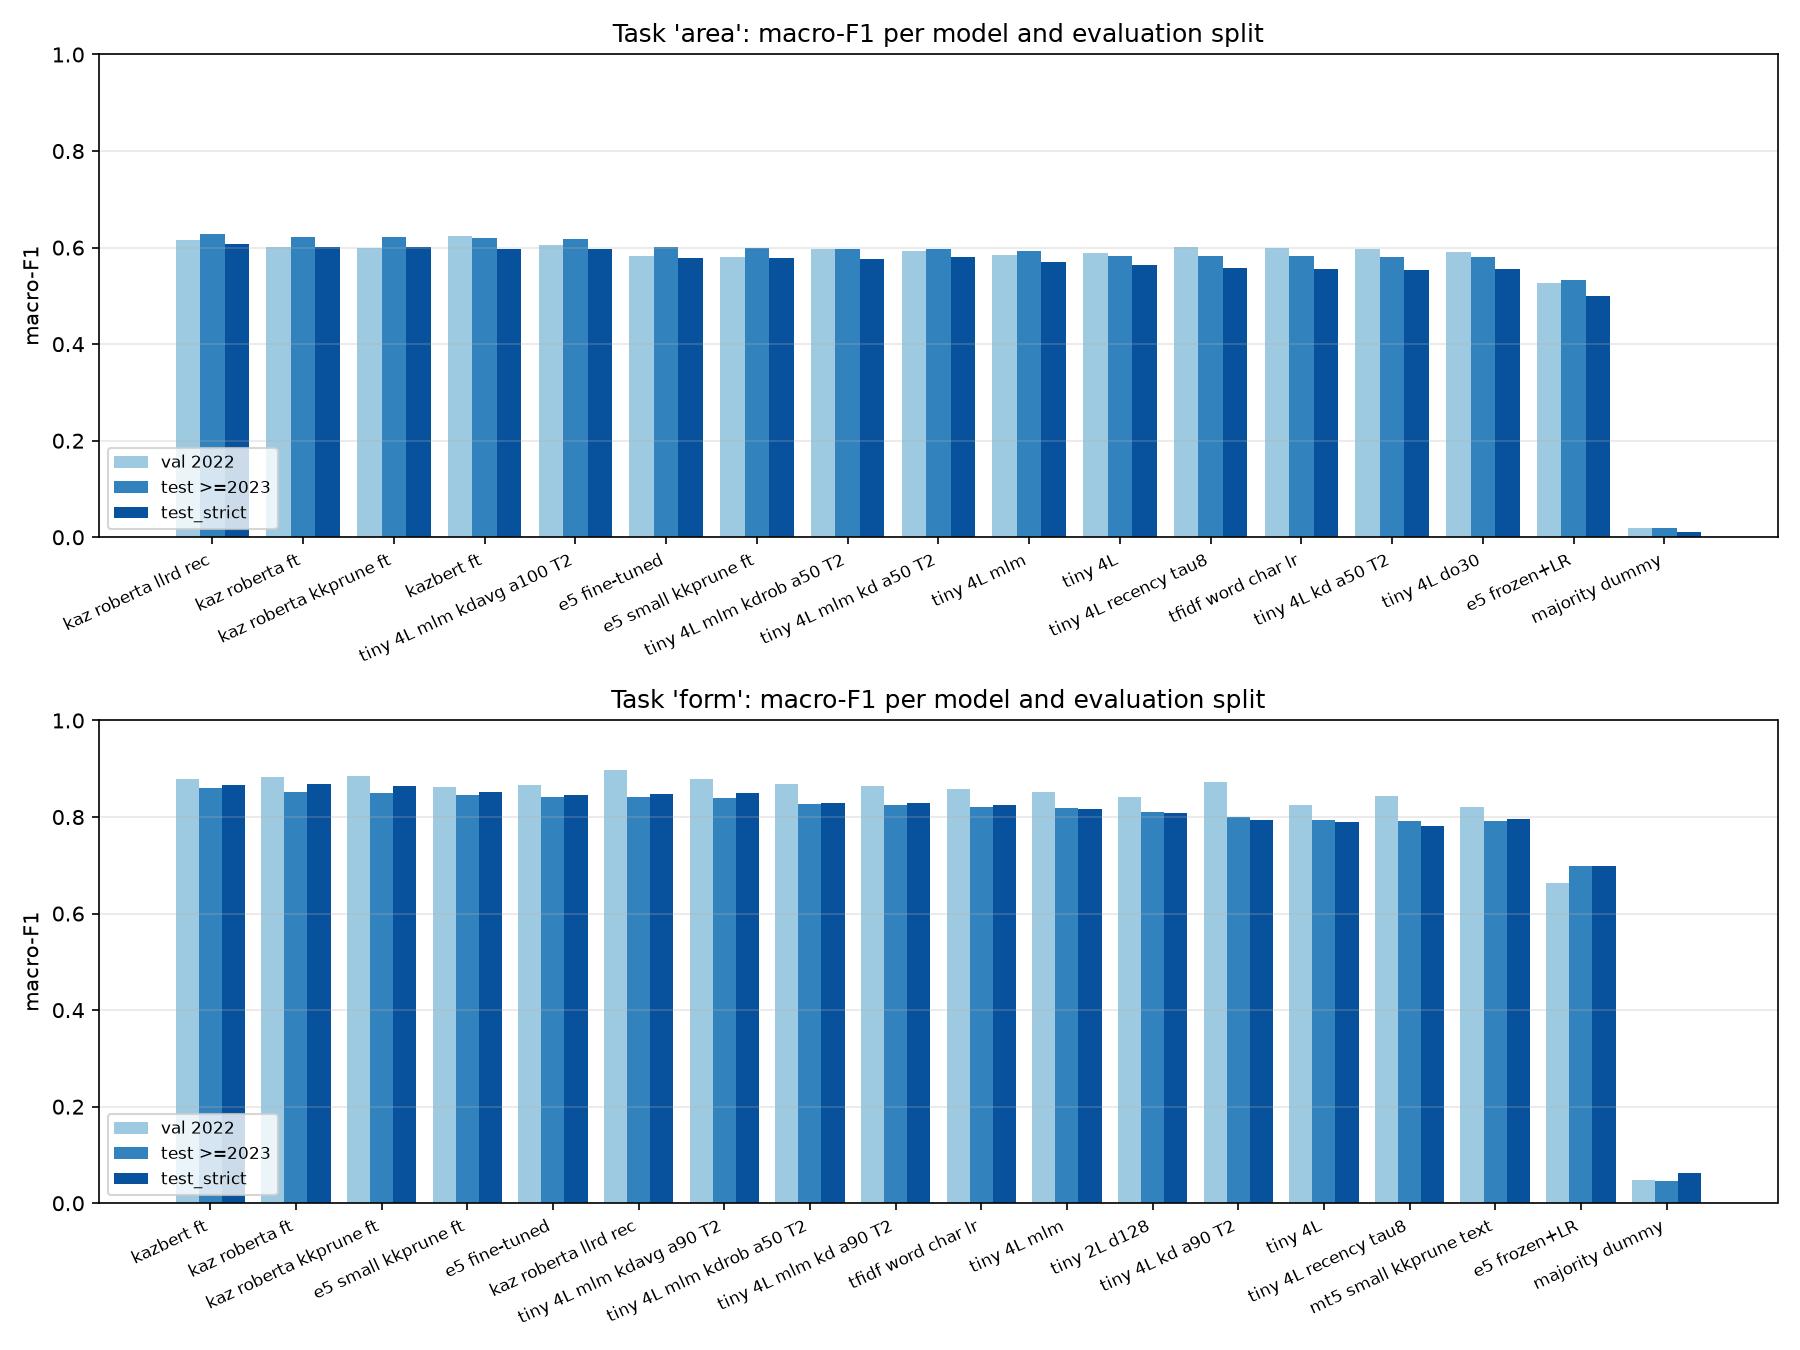 Task 'area': macro-F1 per model and evaluation split
1.0
0.8
0.6
0.4
0.2
0.0
macro-F1
val 2022
test >=2023
test_strict
kaz roberta llrd rec
kaz roberta ft
kaz roberta kkprune ft
kazbert ft
tiny 4L mlm kdavg a100 T2
e5 fine-tuned
e5 small kkprune ft
tiny 4L mlm kdrob a50 T2
tiny 4L mlm kd a50 T2
tiny 4L mlm
tiny 4L
tiny 4L recency tau8
tfidf word char lr
tiny 4L kd a50 T2
tiny 4L do30
e5 frozen+LR
majority dummy
Task 'form': macro-F1 per model and evaluation split
1.0
0.8
0.6
0.4
0.2
0.0
macro-F1
val 2022
test >=2023
test_strict
kazbert ft
kaz roberta ft
kaz roberta kkprune ft
e5 small kkprune ft
e5 fine-tuned
kaz roberta llrd rec
tiny 4L mlm kdavg a90 T2
tiny 4L mlm kdrob a50 T2
tiny 4L mlm kd a90 T2
tfidf word char lr
tiny 4L mlm
tiny 2L d128
tiny 4L kd a90 T2
tiny 4L
tiny 4L recency tau8
mt5 small kkprune text
e5 frozen+LR
majority dummy